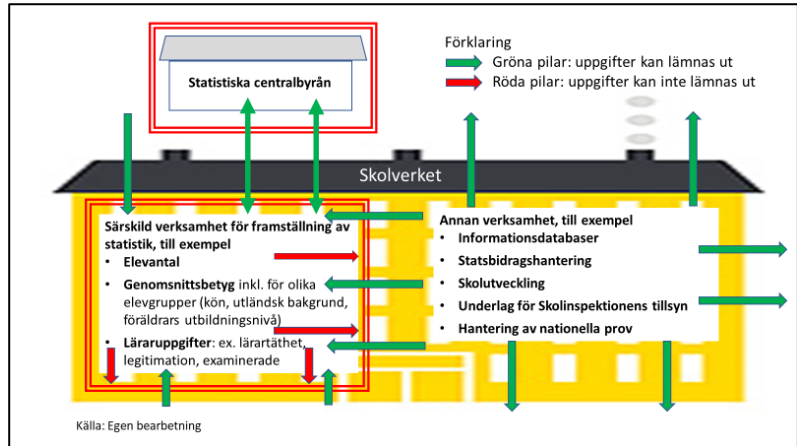 Förklaring
Gröna pilar: uppgifter kan lämnas ut
Röda pilar: uppgifter kan inte lämnas ut
Statistiska centralbyrån
Skolverket
Särskild verksamhet för framställning av
statistik, till exempel
• Elevantal
• Genomsnittsbetyg inkl. för olika
elevgrupper (kön, utländsk bakgrund,
föräldrars utbildningsnivå)
• Läraruppgifter: ex. lärartäthet,
legitimation, examinerade
Annan verksamhet, till exempel
• Informationsdatabaser
• Statsbidragshantering
• Skolutveckling
• Underlag för Skolinspektionens tillsyn
• Hantering av nationella prov
Källa: Egen bearbetning